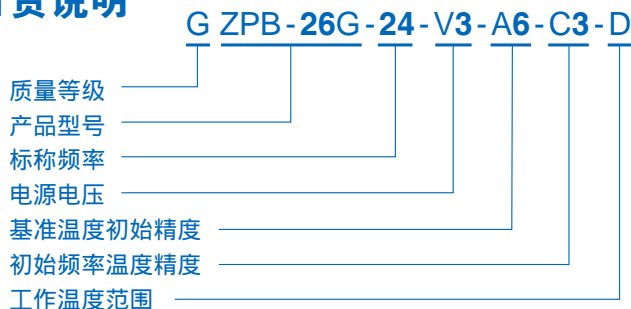 说明
G ZPB-26G-24-V3-A6-C3-D
质量等级
产品型号
标称频率
电源电压
基准温度初始精度
初始频率温度精度
工作温度范围